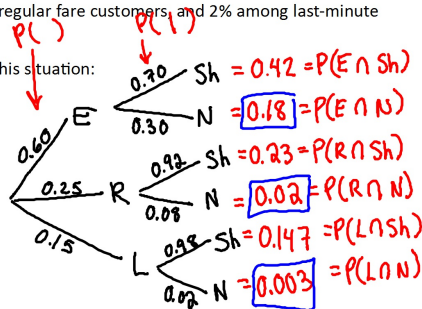 regular fare customers, and 2% among last-minute
P( ) P( | )
his situation:
0.70 Sh = 0.42 = P(E ∩ Sh)
E
0.30 N = 0.18 = P(E ∩ N)
0.60
0.92 Sh = 0.23 = P(R ∩ Sh)
0.25 R
0.08 N = 0.02 = P(R ∩ N)
0.15
0.98 Sh = 0.147 = P(L ∩ Sh)
L
0.02 N = 0.003 = P(L ∩ N)